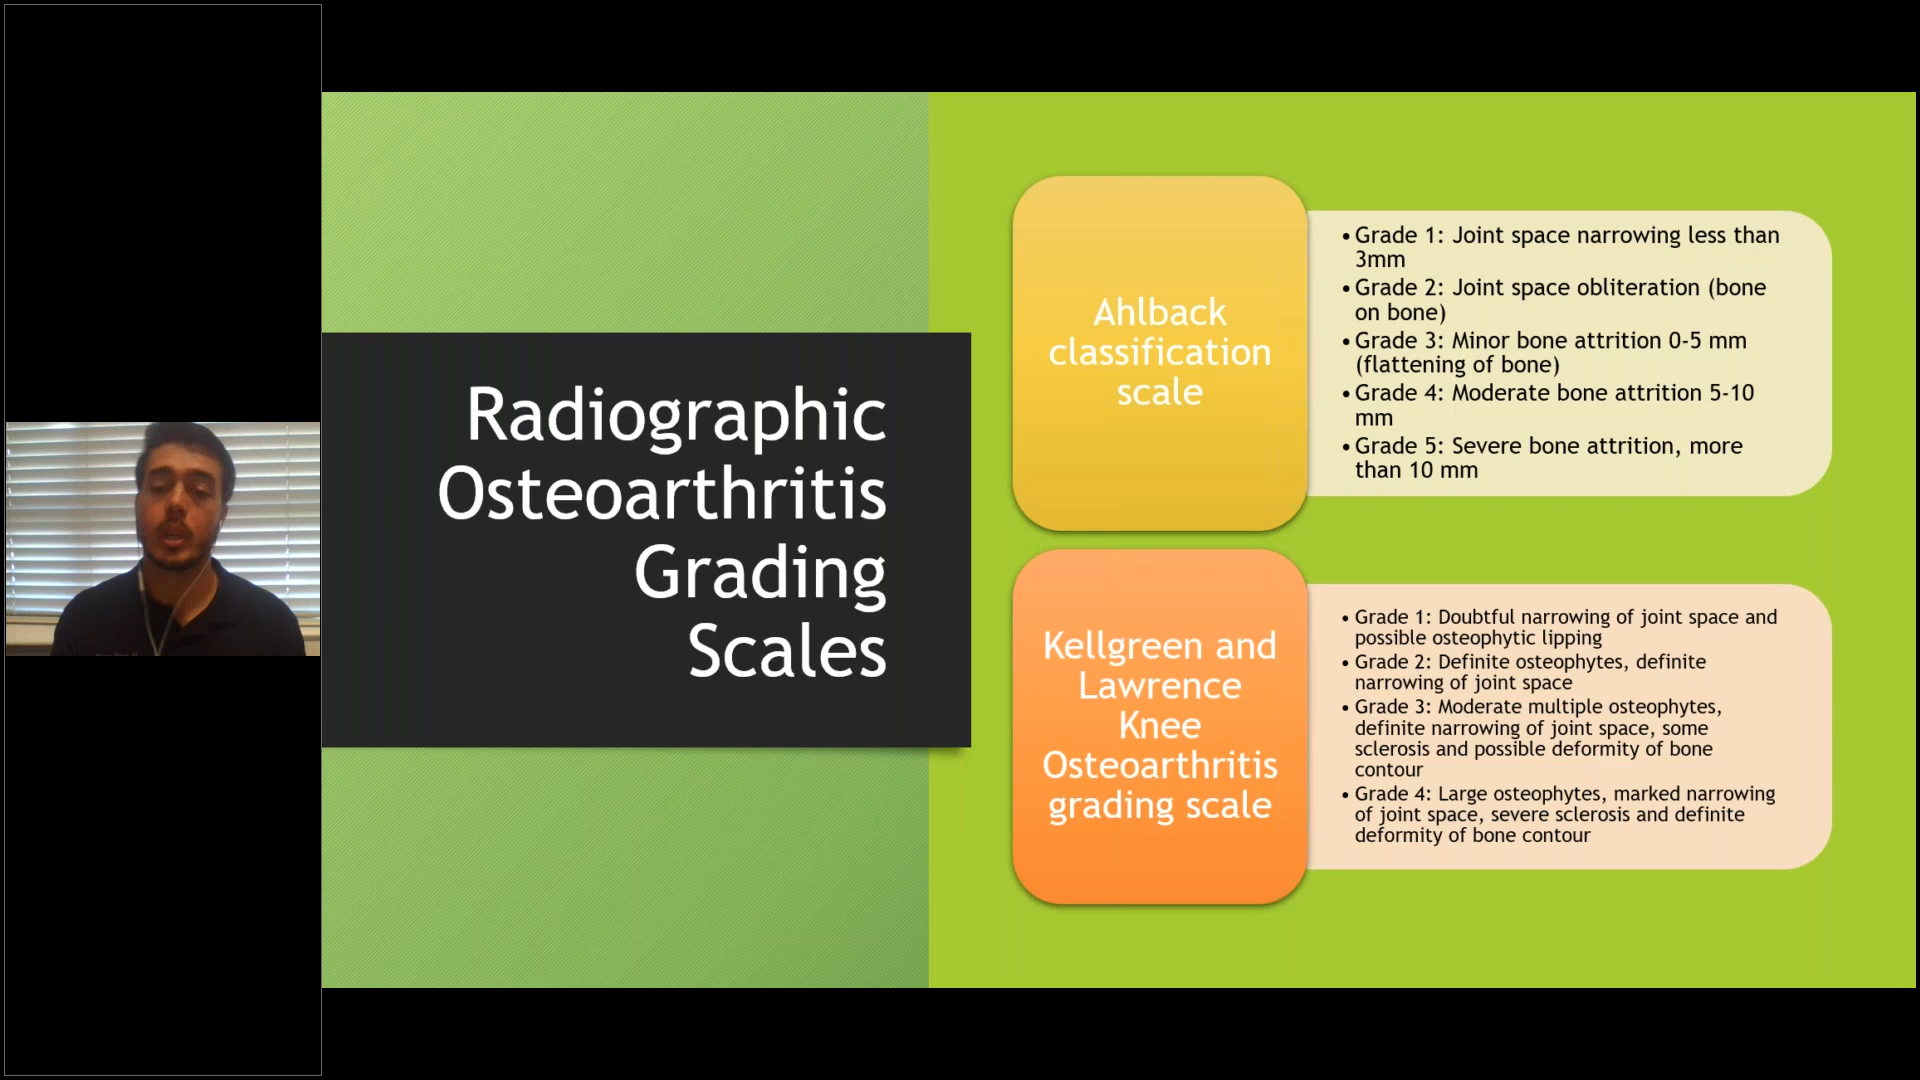 Radiographic
Osteoarthritis
Grading
Scales
Ahlback
classification
scale
• Grade 1: Joint space narrowing less than
3mm
• Grade 2: Joint space obliteration (bone
on bone)
• Grade 3: Minor bone attrition 0-5 mm
(flattening of bone)
• Grade 4: Moderate bone attrition 5-10
mm
• Grade 5: Severe bone attrition, more
than 10 mm
Kellgreen and
Lawrence
Knee
Osteoarthritis
grading scale
• Grade 1: Doubtful narrowing of joint space and
possible osteophytic lipping
• Grade 2: Definite osteophytes, definite
narrowing of joint space
• Grade 3: Moderate multiple osteophytes,
definite narrowing of joint space, some
sclerosis and possible deformity of bone
contour
• Grade 4: Large osteophytes, marked narrowing
of joint space, severe sclerosis and definite
deformity of bone contour